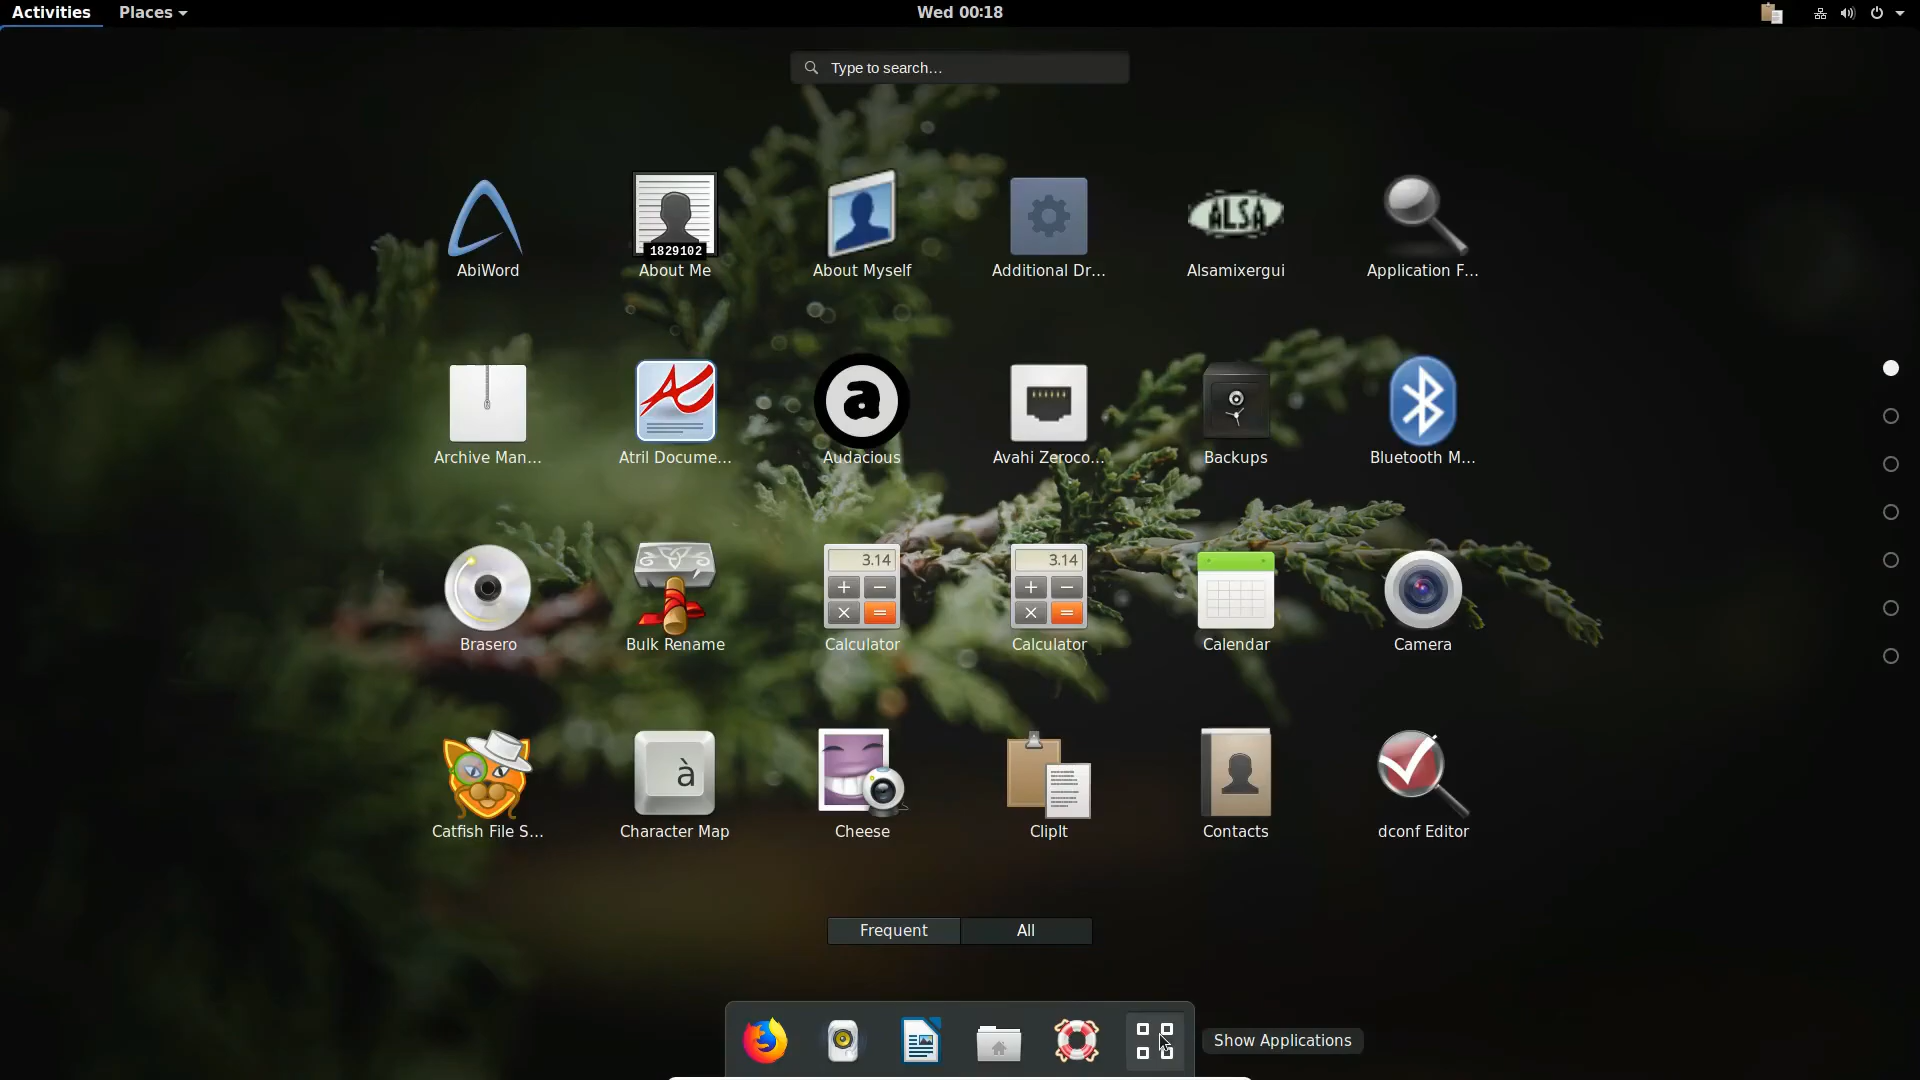 Activities Places Wed 00:18
Type to search…
1829102
ALSA
AbiWord About Me About Myself Additional Dr… Alsamixergui Application F…
a
Archive Man… Atril Docume… Audacious Avahi Zeroco… Backups Bluetooth M…
3.14 3.14
+ − + −
× = × =
Brasero Bulk Rename Calculator Calculator Calendar Camera
à
Catfish File S… Character Map Cheese ClipIt Contacts dconf Editor
Frequent All
Show Applications